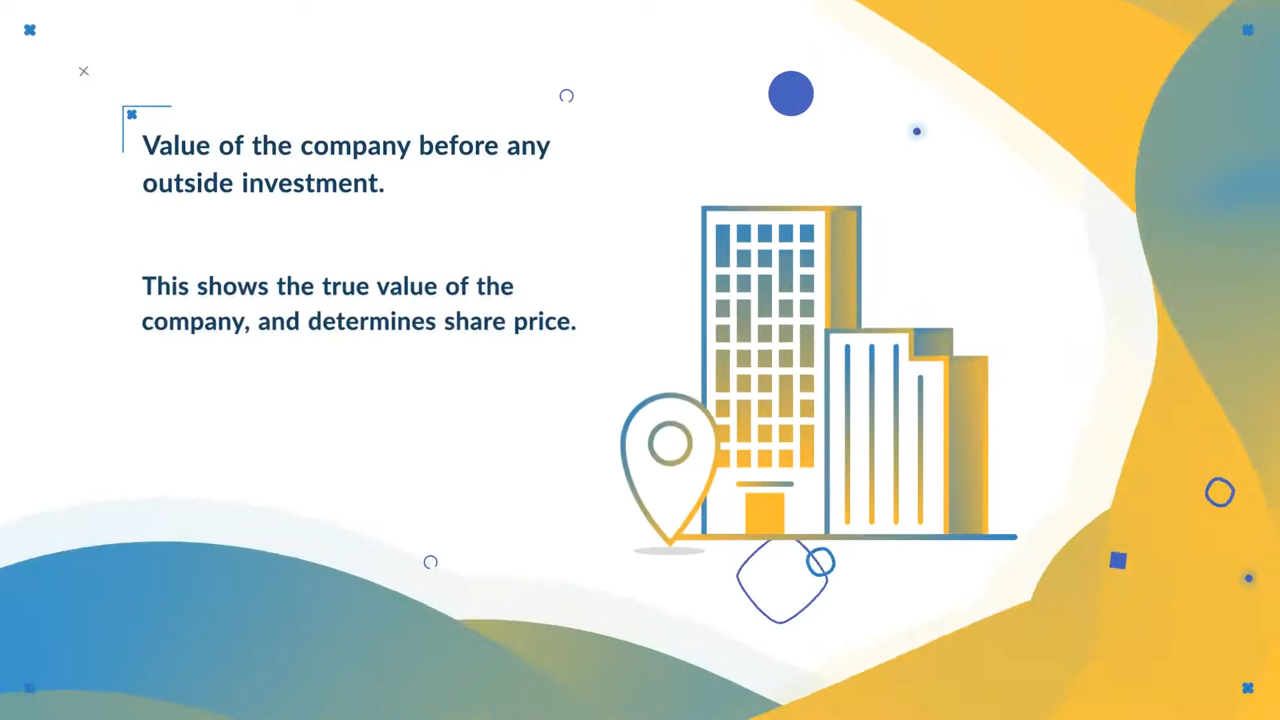 Value of the company before any
outside investment.
This shows the true value of the
company, and determines share price.